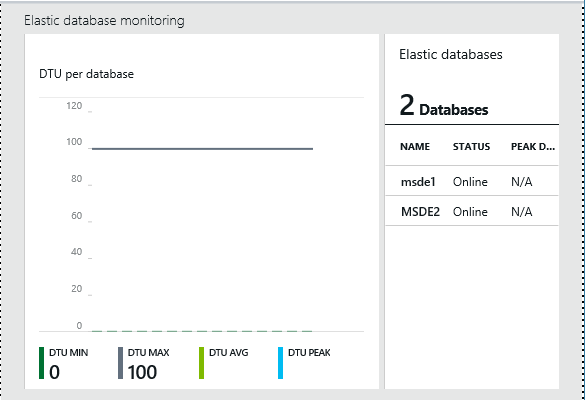 Elastic database monitoring
DTU per database
120
100
80
60
40
20
0
DTU MIN
0
DTU MAX
100
DTU AVG
DTU PEAK
Elastic databases
2 Databases
NAME STATUS PEAK D...
msde1 Online N/A
MSDE2 Online N/A